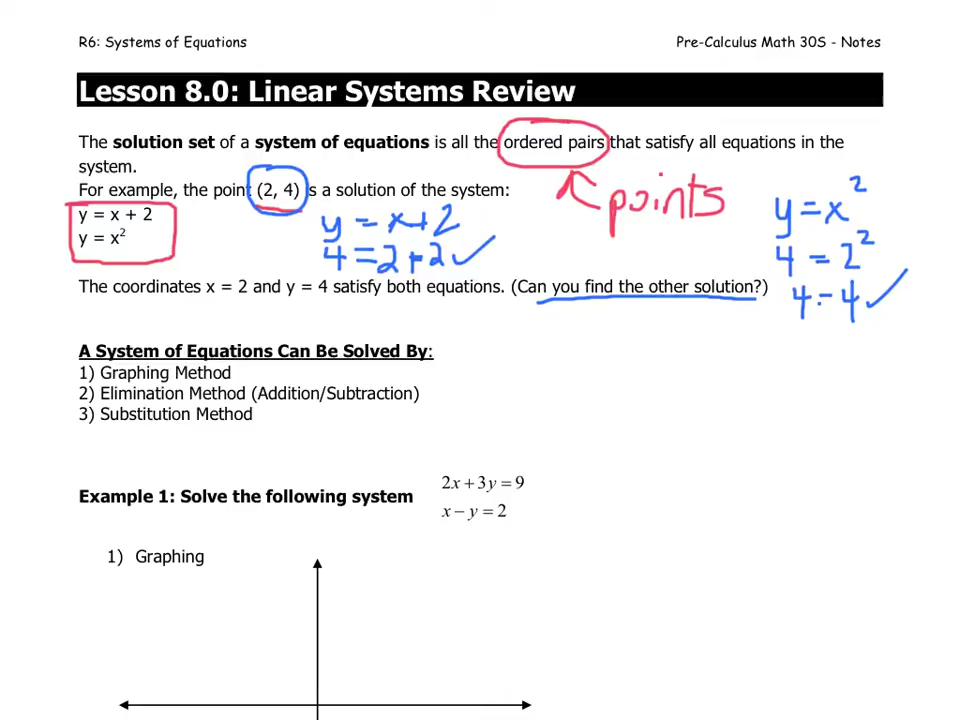 R6: Systems of Equations Pre-Calculus Math 30S - Notes
Lesson 8.0: Linear Systems Review
The solution set of a system of equations is all the ordered pairs that satisfy all equations in the
system.
For example, the point (2, 4) is a solution of the system:
points
y = x + 2
y = x²
y = x+2
4 = 2+2 ✓
y = x²
4 = 2²
4 = 4 ✓
The coordinates x = 2 and y = 4 satisfy both equations. (Can you find the other solution?)
A System of Equations Can Be Solved By:
1) Graphing Method
2) Elimination Method (Addition/Subtraction)
3) Substitution Method
Example 1: Solve the following system
2x + 3y = 9
x − y = 2
1) Graphing